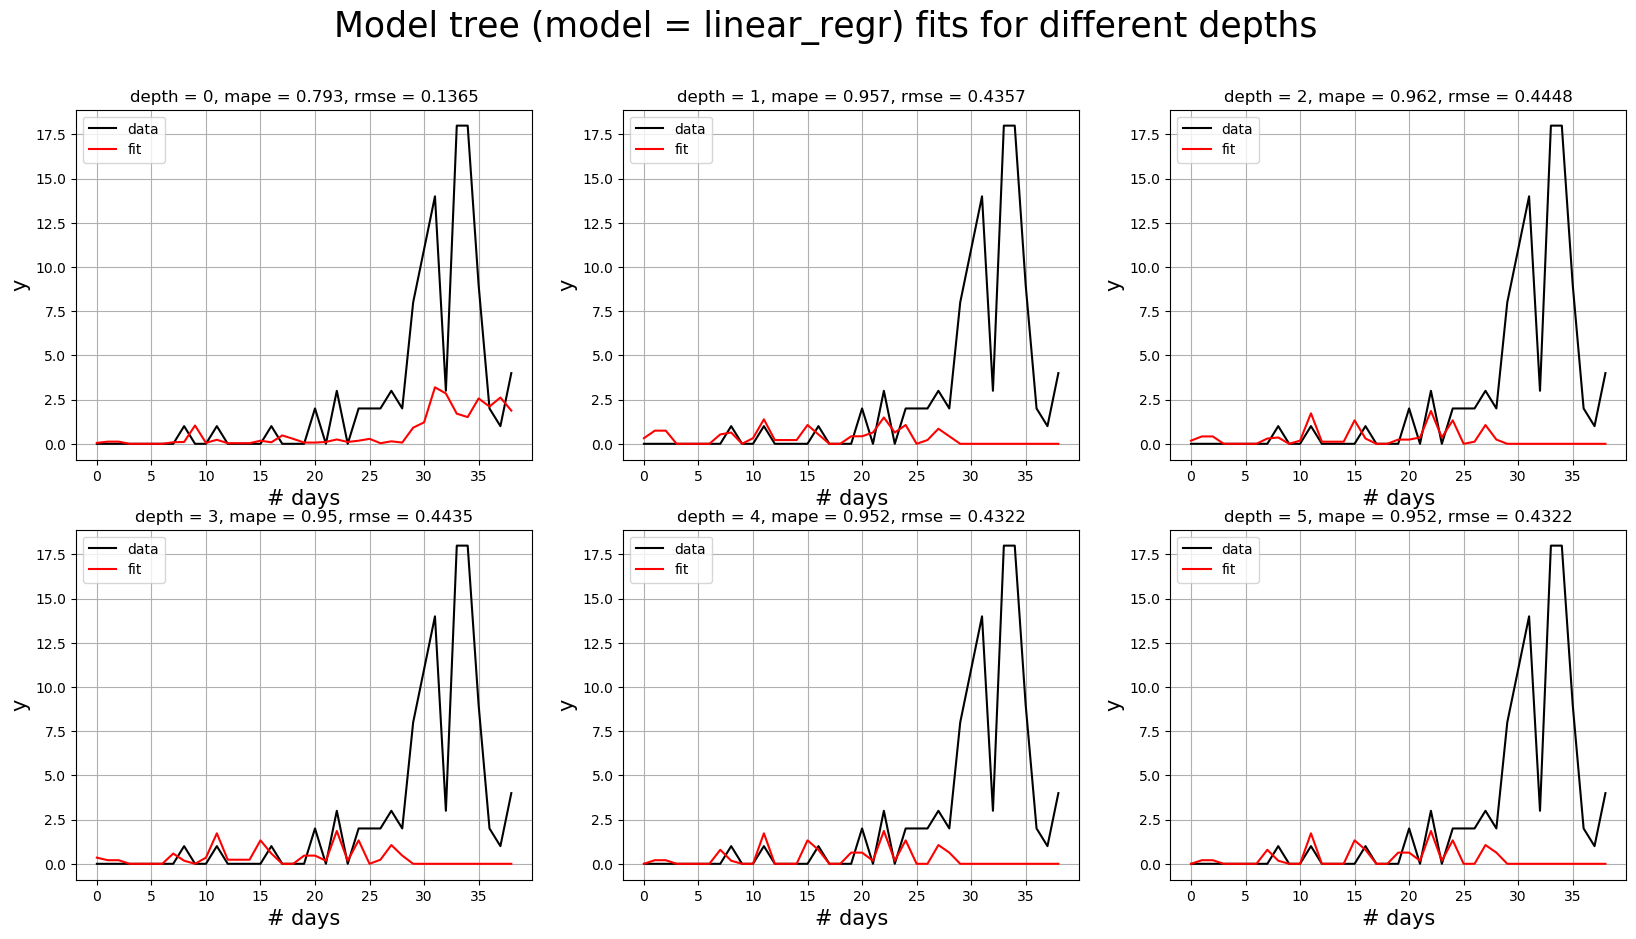 Model tree (model = linear_regr) fits for different depths
depth = 0, mape = 0.793, rmse = 0.1365
data
fit
17.5
15.0
12.5
10.0
7.5
5.0
2.5
0.0
y
0 5 10 15 20 25 30 35
# days
depth = 1, mape = 0.957, rmse = 0.4357
data
fit
17.5
15.0
12.5
10.0
7.5
5.0
2.5
0.0
y
0 5 10 15 20 25 30 35
# days
depth = 2, mape = 0.962, rmse = 0.4448
data
fit
17.5
15.0
12.5
10.0
7.5
5.0
2.5
0.0
y
0 5 10 15 20 25 30 35
# days
depth = 3, mape = 0.95, rmse = 0.4435
data
fit
17.5
15.0
12.5
10.0
7.5
5.0
2.5
0.0
y
0 5 10 15 20 25 30 35
# days
depth = 4, mape = 0.952, rmse = 0.4322
data
fit
17.5
15.0
12.5
10.0
7.5
5.0
2.5
0.0
y
0 5 10 15 20 25 30 35
# days
depth = 5, mape = 0.952, rmse = 0.4322
data
fit
17.5
15.0
12.5
10.0
7.5
5.0
2.5
0.0
y
0 5 10 15 20 25 30 35
# days